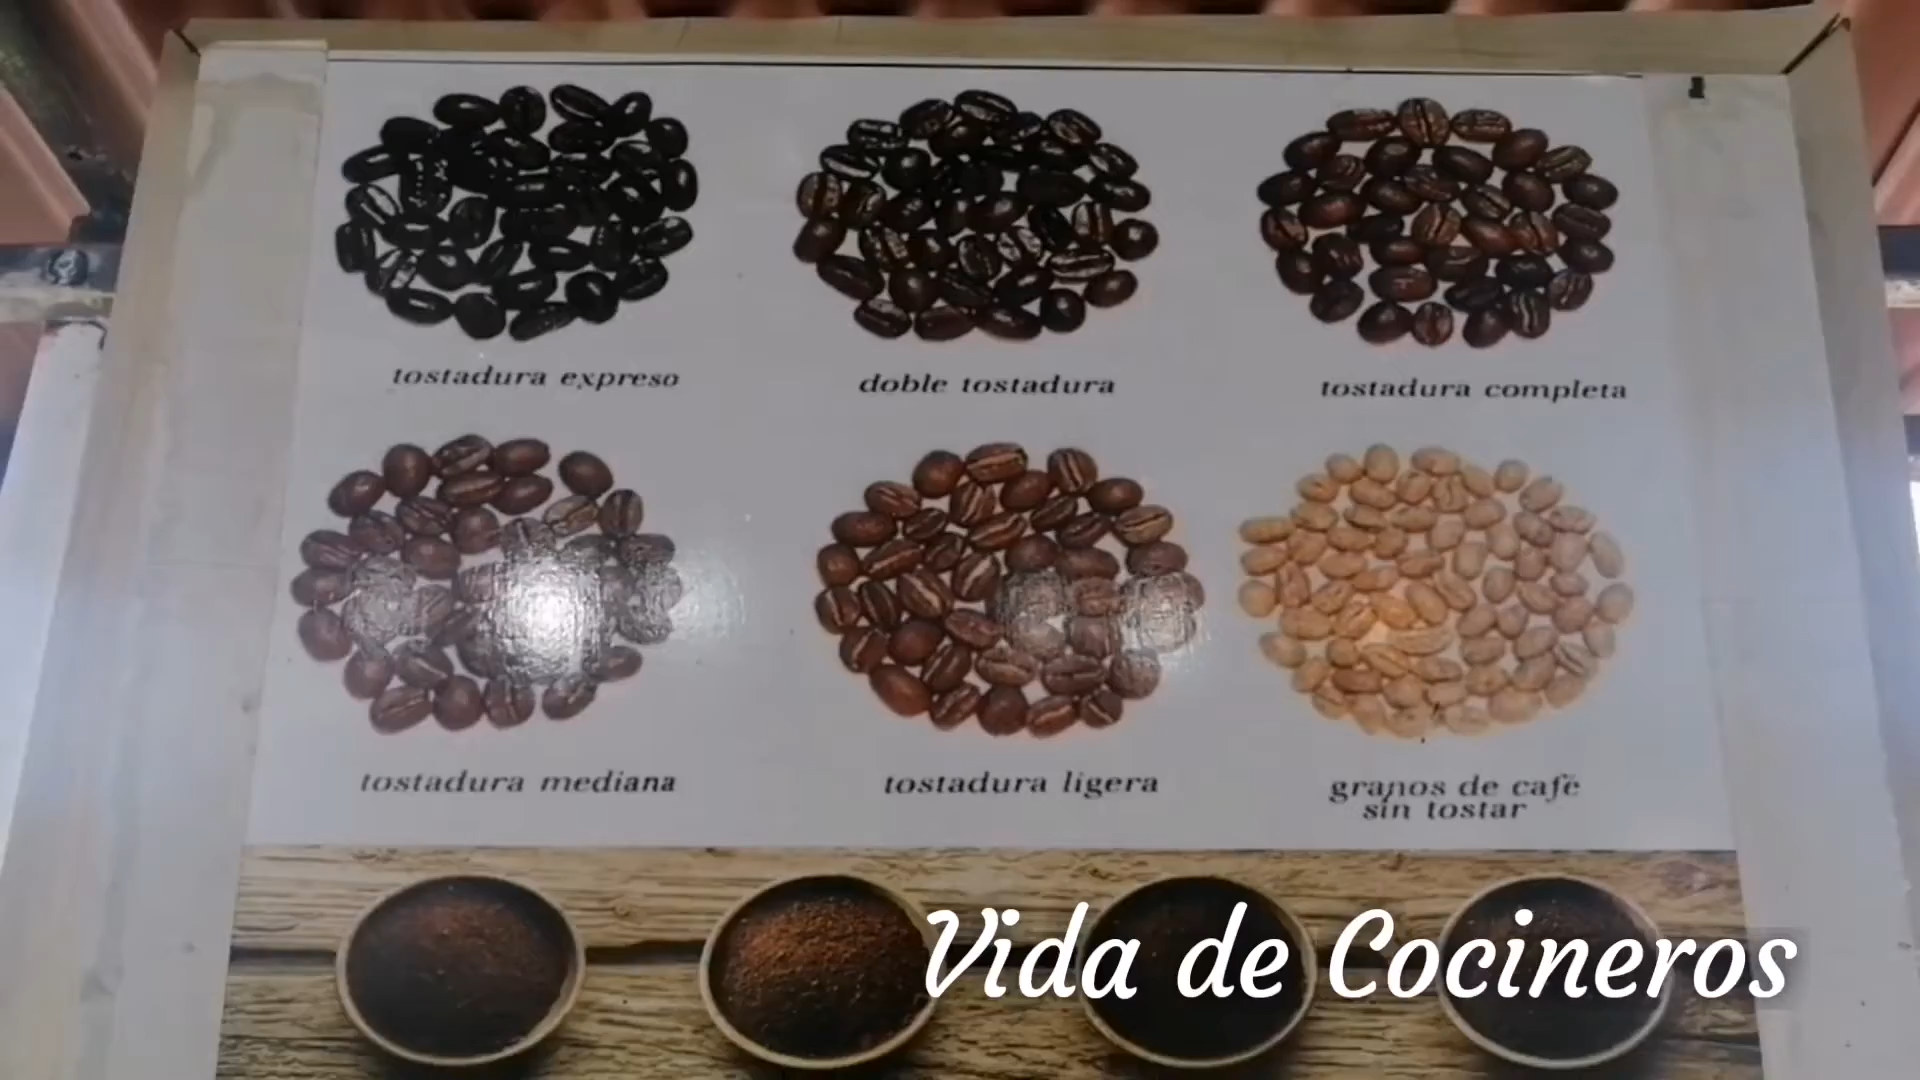 tostadura expreso
doble tostadura
tostadura completa
tostadura mediana
tostadura ligera
granos de café
sin tostar
Vida de Cocineros